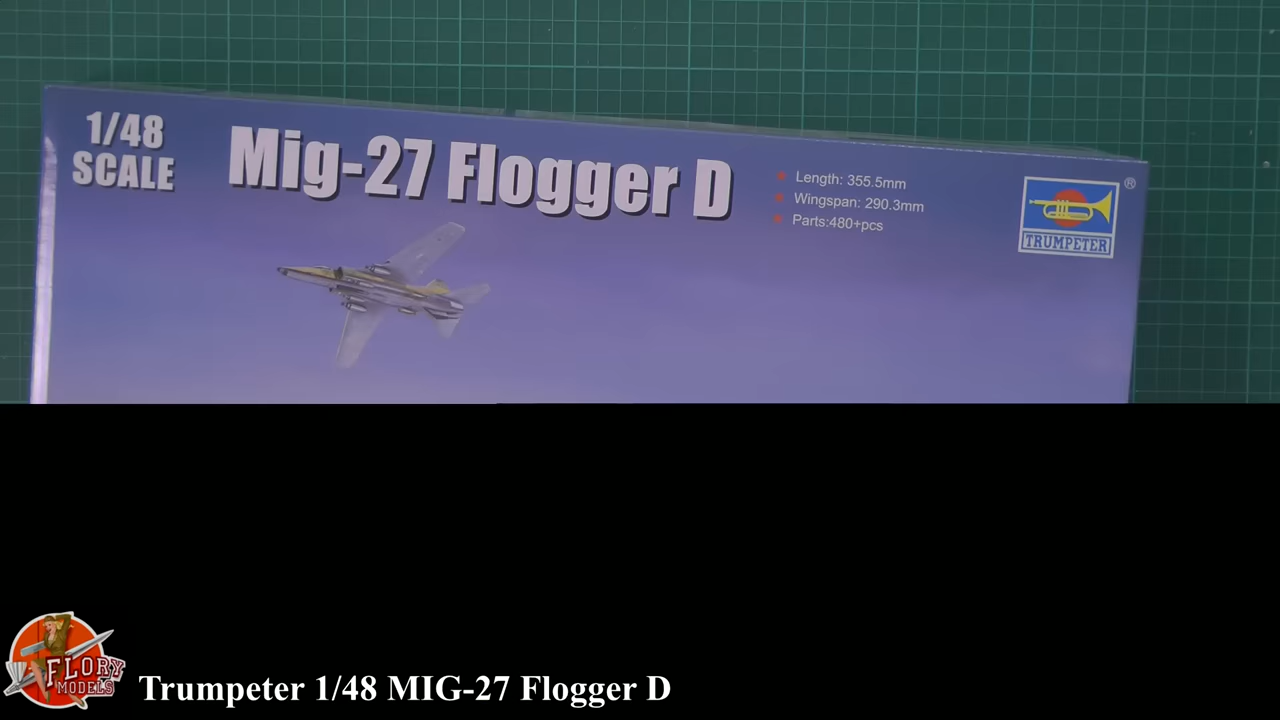 1/48
SCALE
Mig-27 Flogger D
Length: 355.5mm
Wingspan: 290.3mm
Parts:480+pcs
®
TRUMPETER
FLORY
MODELS
Trumpeter 1/48 MIG-27 Flogger D